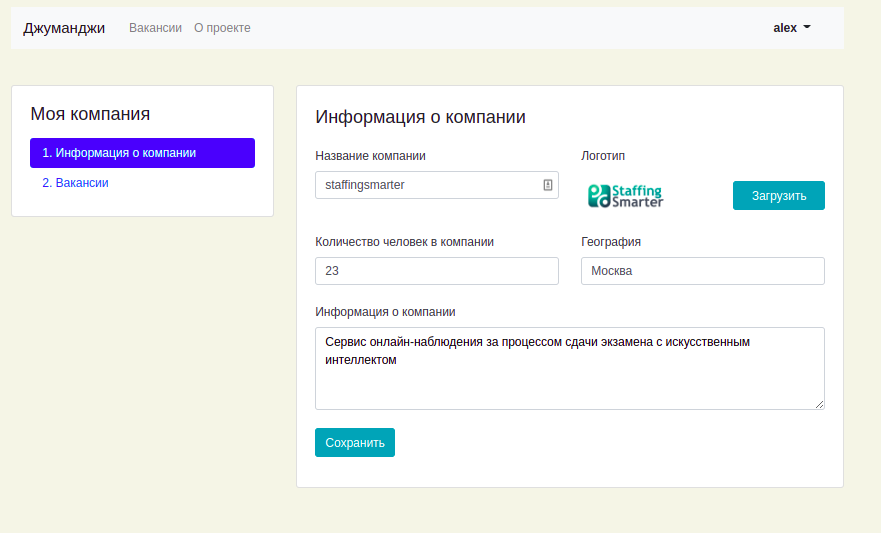 Джуманджи Вакансии О проекте alex
Моя компания
1. Информация о компании
2. Вакансии
Информация о компании
Название компании
staffingsmarter
Логотип
Staffing
Smarter
Загрузить
Количество человек в компании
23
География
Москва
Информация о компании
Сервис онлайн-наблюдения за процессом сдачи экзамена с искусственным
интеллектом
Сохранить